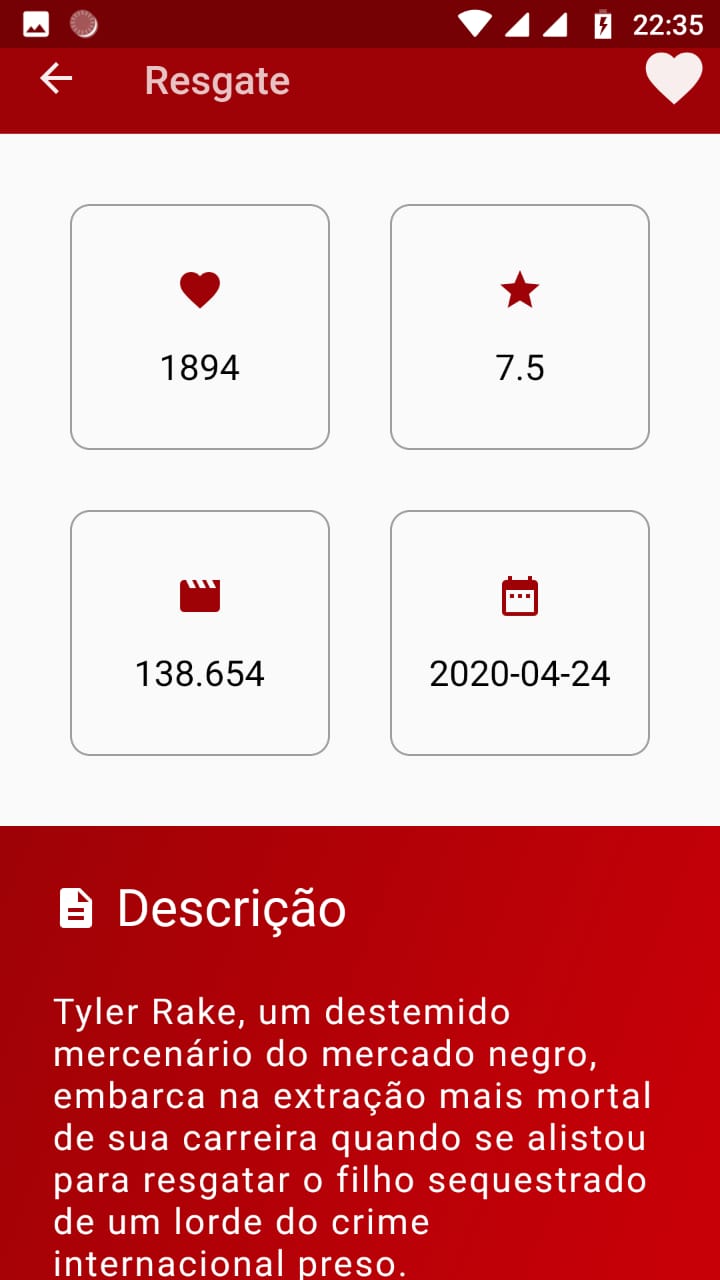 22:35
Resgate
1894
7.5
138.654
2020-04-24
Descrição
Tyler Rake, um destemido
mercenário do mercado negro,
embarca na extração mais mortal
de sua carreira quando se alistou
para resgatar o filho sequestrado
de um lorde do crime
internacional preso.